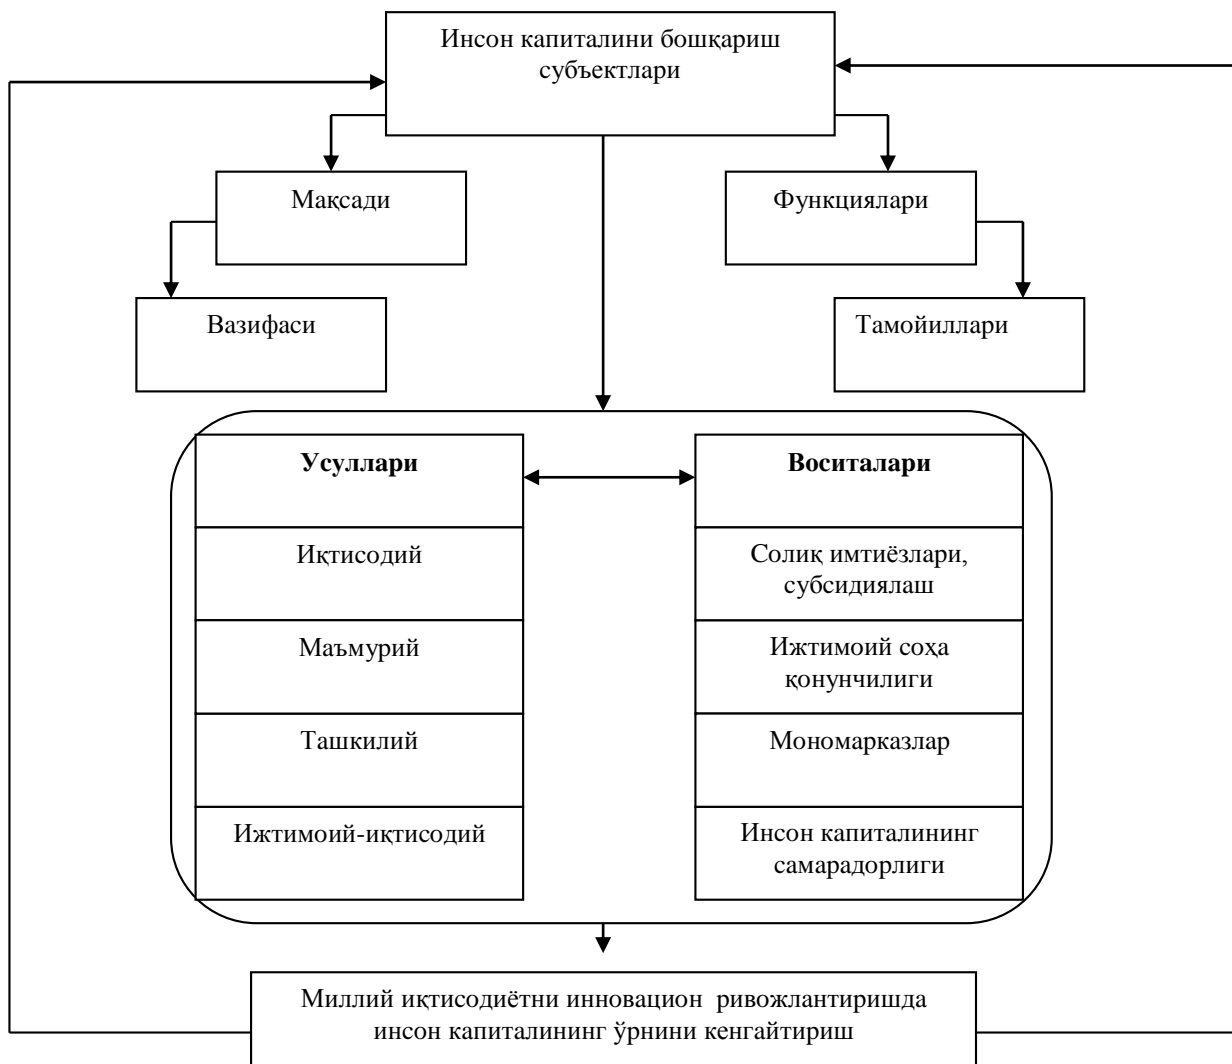 Инсон капиталини бошқариш
субъектлари
Мақсади
Функциялари
Вазифаси
Тамойиллари
Усуллари
Воситалари
Иқтисодий
Солиқ имтиёзлари,
субсидиялаш
Маъмурий
Ижтимоий соҳа
қонунчилиги
Ташкилий
Мономарказлар
Ижтимоий-иқтисодий
Инсон капиталининг
самарадорлиги
Миллий иқтисодиётни инновацион ривожлантиришда
инсон капиталининг ўрнини кенгайтириш